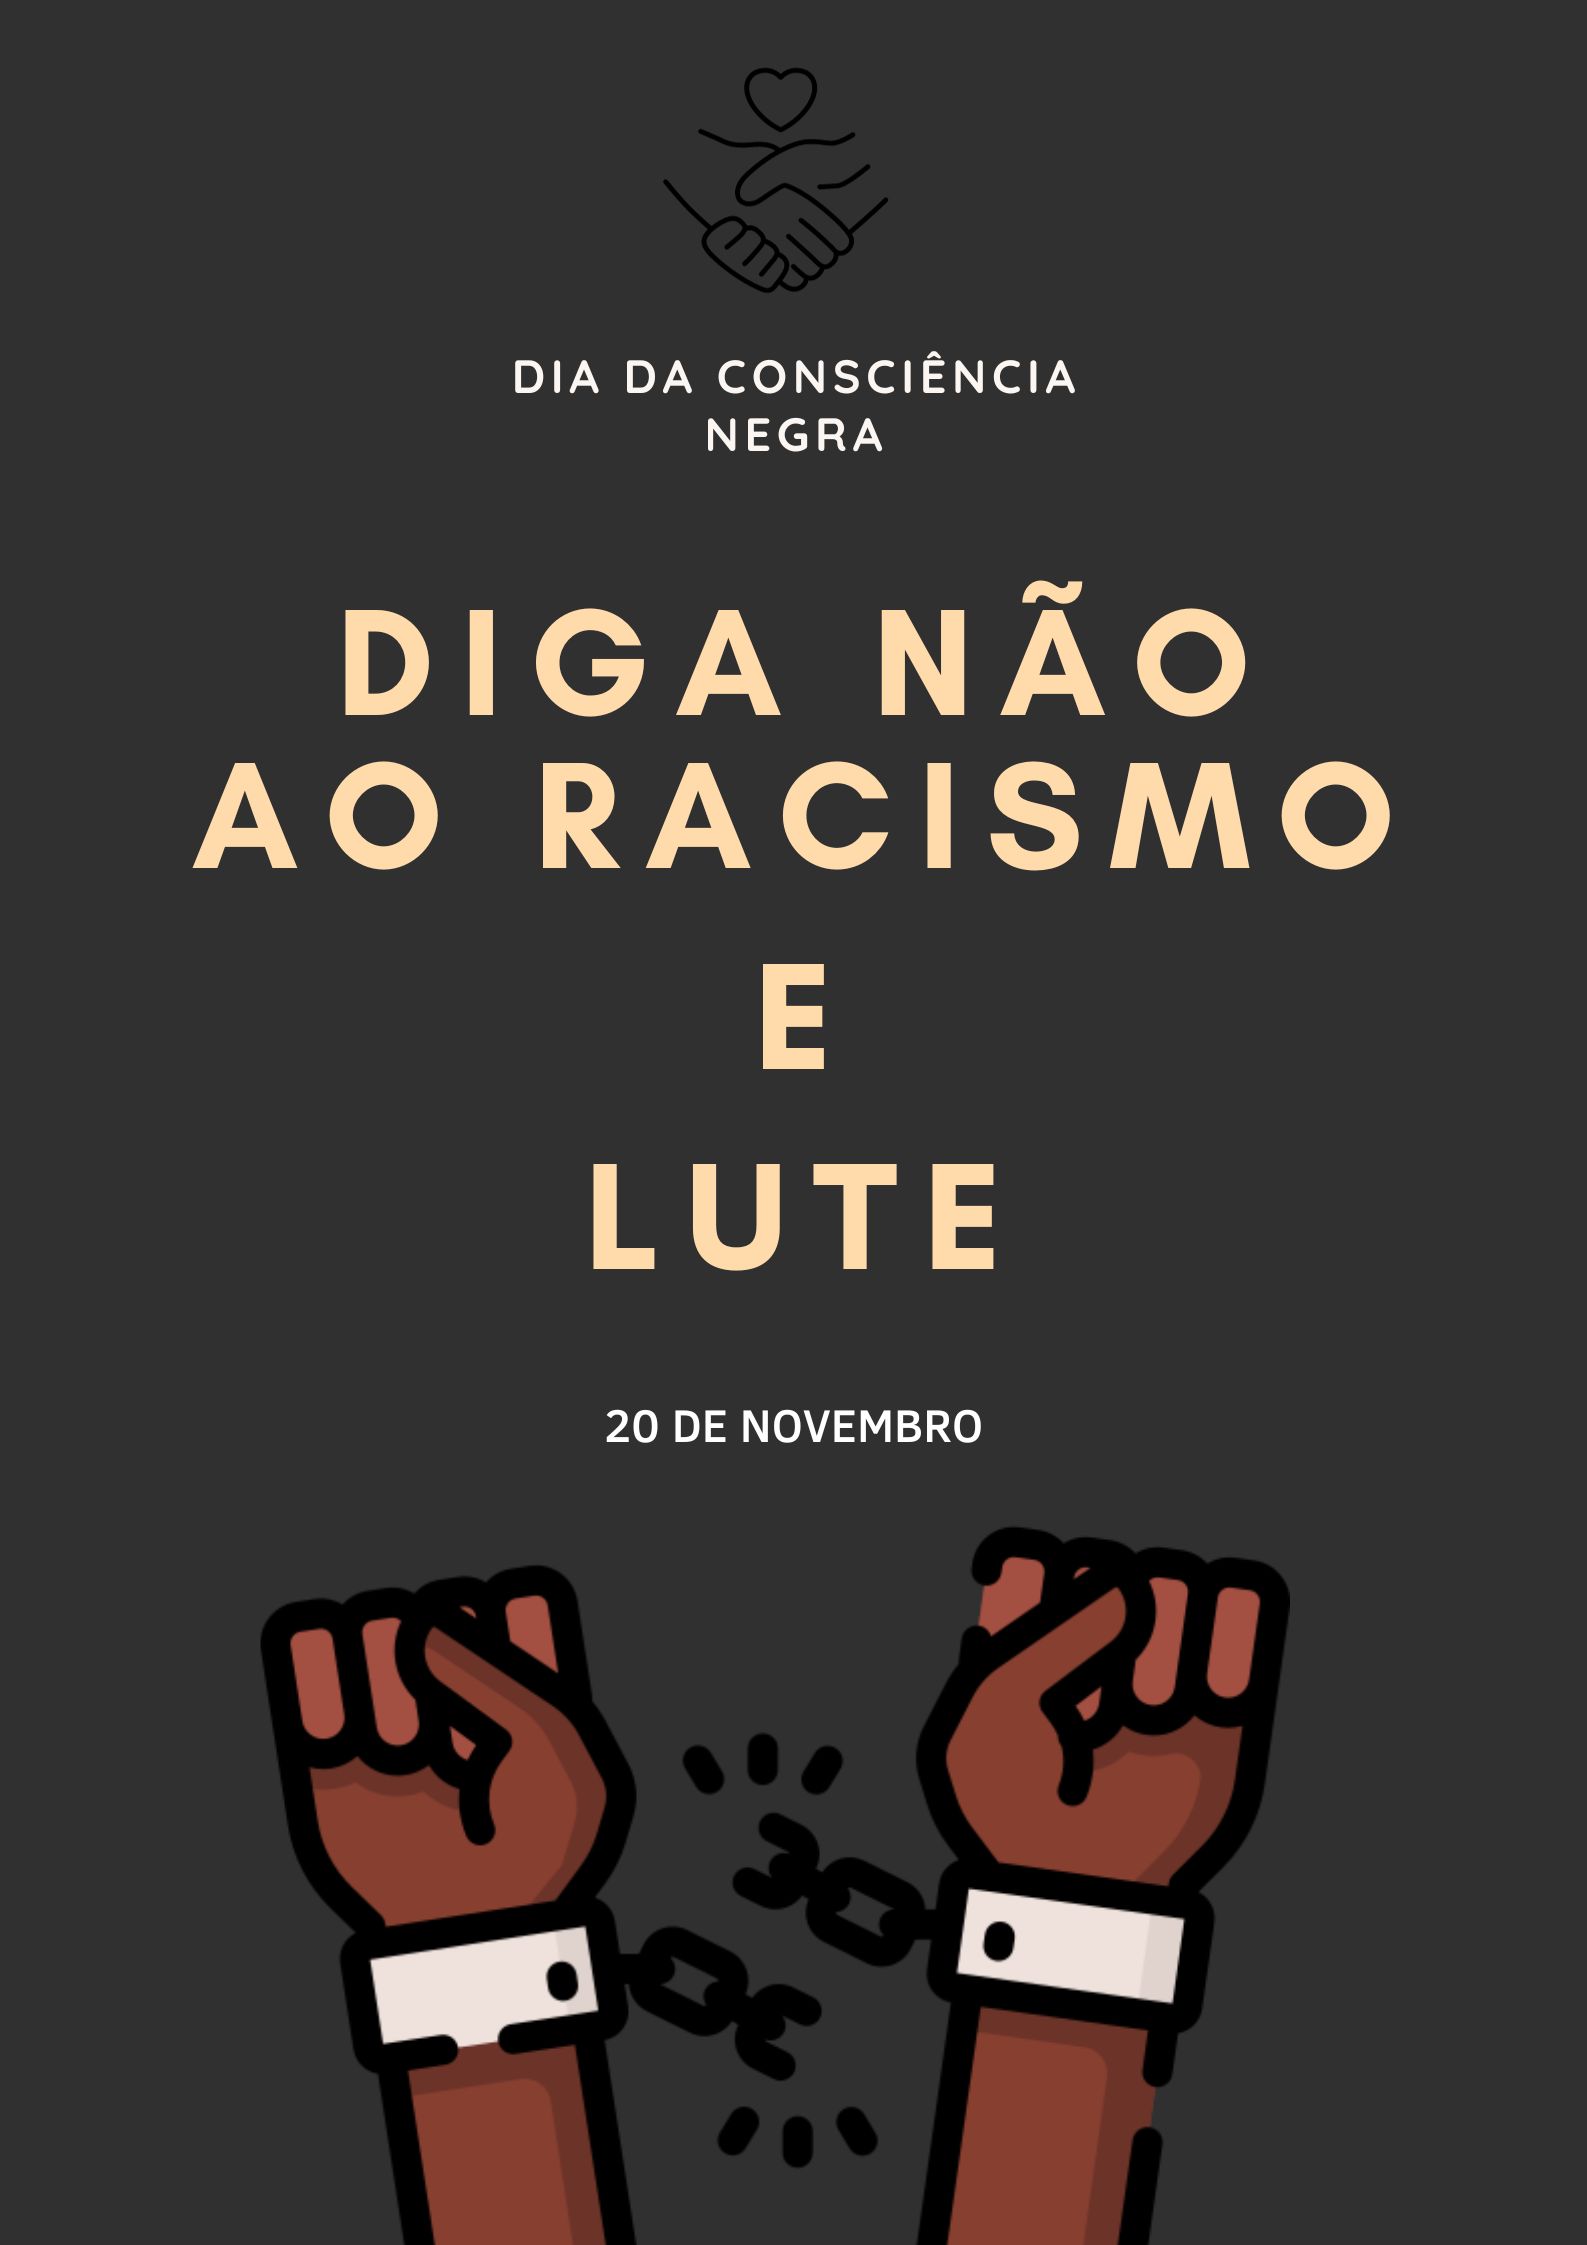 DIA DA CONSCIÊNCIA
NEGRA
DIGA NÃO
AO RACISMO
E
LUTE
20 DE NOVEMBRO